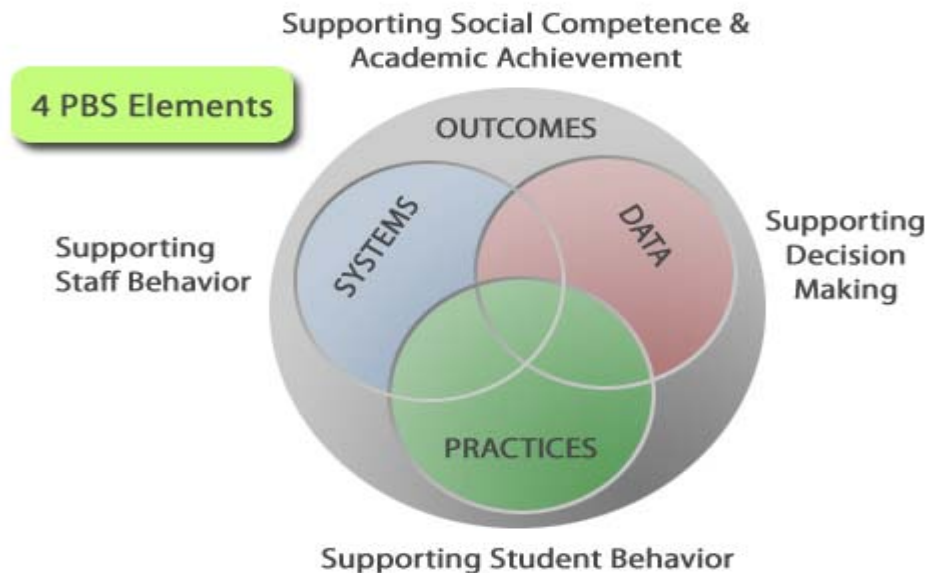 Supporting Social Competence &
Academic Achievement
4 PBS Elements
OUTCOMES
SYSTEMS
DATA
Supporting
Staff Behavior
Supporting
Decision
Making
PRACTICES
Supporting Student Behavior